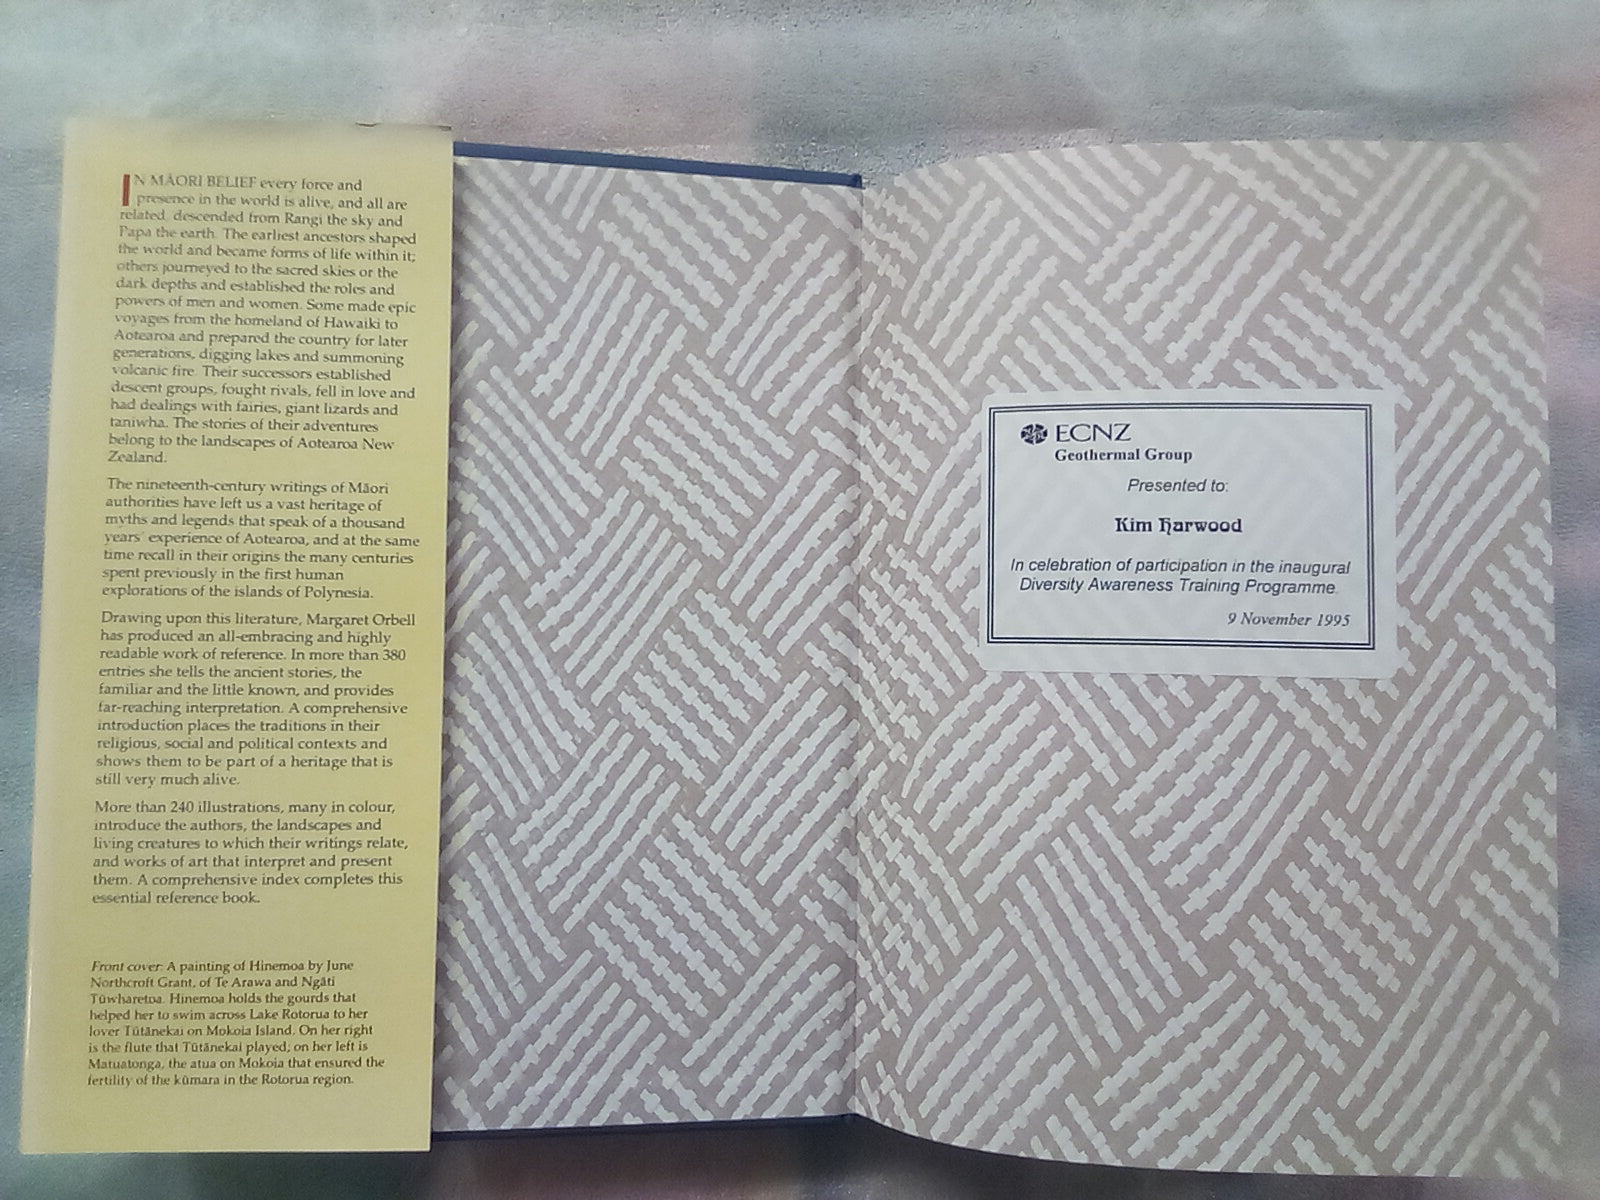 IN MĀORI BELIEF every force and
presence in the world is alive, and all are
related, descended from Rangi the sky and
Papa the earth. The earliest ancestors shaped
the world and became forms of life within it;
others journeyed to the sacred skies or the
dark depths and established the roles and
powers of men and women. Some made epic
voyages from the homeland of Hawaiki to
Aotearoa and prepared the country for later
generations, digging lakes and summoning
volcanic fire. Their successors established
descent groups, fought rivals, fell in love and
had dealings with fairies, giant lizards and
taniwha. The stories of their adventures
belong to the landscapes of Aotearoa New
Zealand.
The nineteenth-century writings of Māori
authorities have left us a vast heritage of
myths and legends that speak of a thousand
years' experience of Aotearoa, and at the same
time recall in their origins the many centuries
spent previously in the first human
explorations of the islands of Polynesia.
Drawing upon this literature, Margaret Orbell
has produced an all-embracing and highly
readable work of reference. In more than 380
entries she tells the ancient stories, the
familiar and the little known, and provides
far-reaching interpretation. A comprehensive
introduction places the traditions in their
religious, social and political contexts and
shows them to be part of a heritage that is
still very much alive.
More than 240 illustrations, many in colour,
introduce the authors, the landscapes and
living creatures to which their writings relate,
and works of art that interpret and present
them. A comprehensive index completes this
essential reference book.
Front cover: A painting of Hinemoa by June
Northcroft Grant, of Te Arawa and Ngāti
Tūwharetoa. Hinemoa holds the gourds that
helped her to swim across Lake Rotorua to her
lover Tūtānekai on Mokoia Island. On her right
is the flute that Tūtānekai played; on her left is
Matuatonga, the atua on Mokoia that ensured the
fertility of the kūmara in the Rotorua region.
ECNZ
Geothermal Group
Presented to:
Kim Harwood
In celebration of participation in the inaugural
Diversity Awareness Training Programme.
9 November 1995